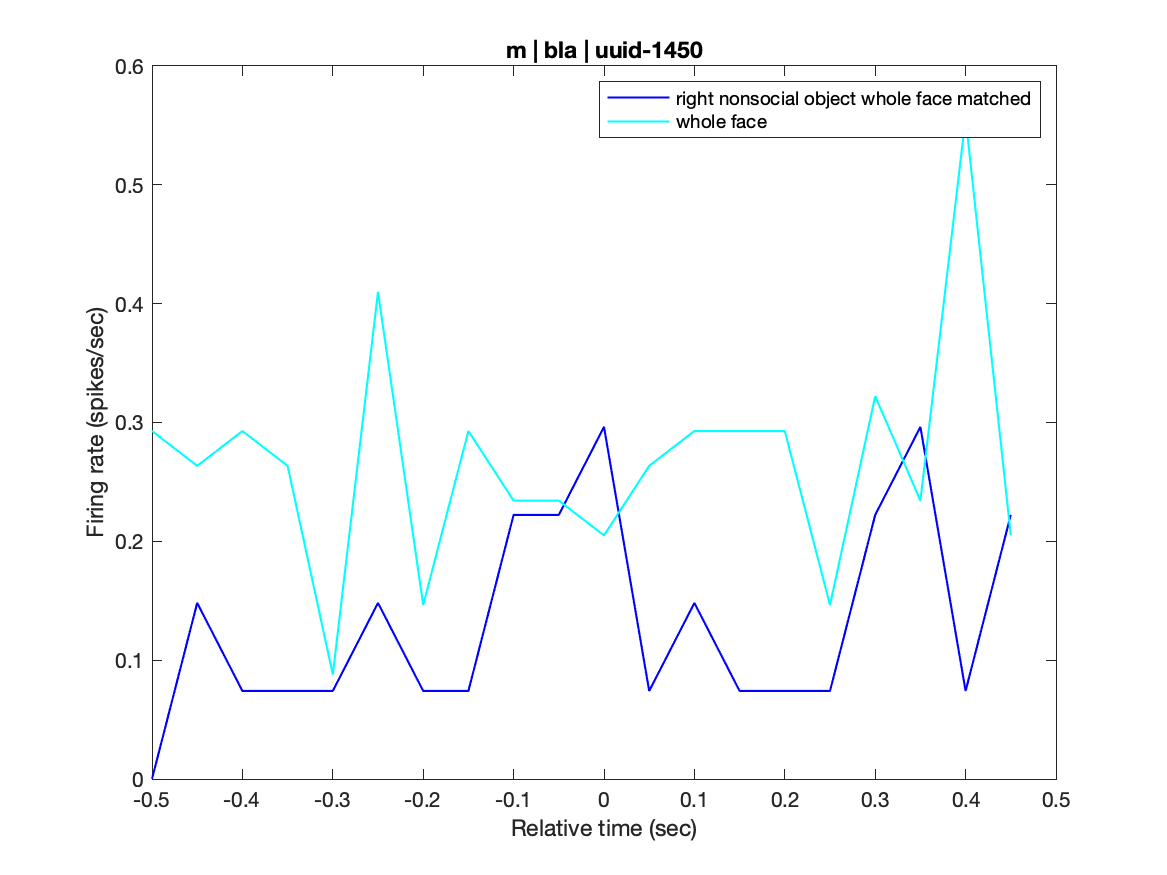 m | bla | uuid-1450
right nonsocial object whole face matched
whole face
Firing rate (spikes/sec)
0.6
0.5
0.4
0.3
0.2
0.1
0
-0.5 -0.4 -0.3 -0.2 -0.1 0 0.1 0.2 0.3 0.4 0.5
Relative time (sec)